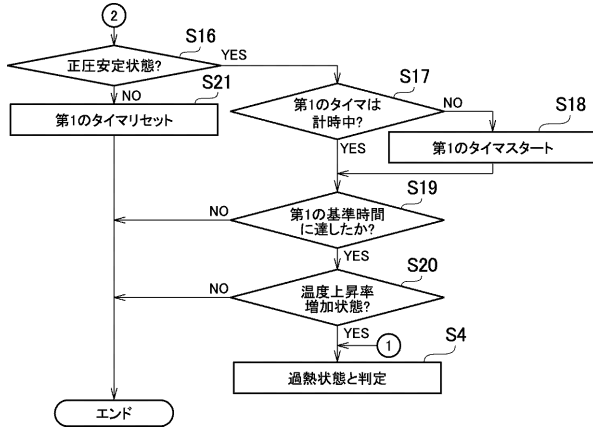 2
S16
正圧安定状態?
YES
NO
S21
第1のタイマリセット
S17
第1のタイマは
計時中?
NO
YES
S18
第1のタイマスタート
S19
第1の基準時間
に達したか?
NO
YES
S20
温度上昇率
増加状態?
NO
YES
1
S4
過熱状態と判定
エンド